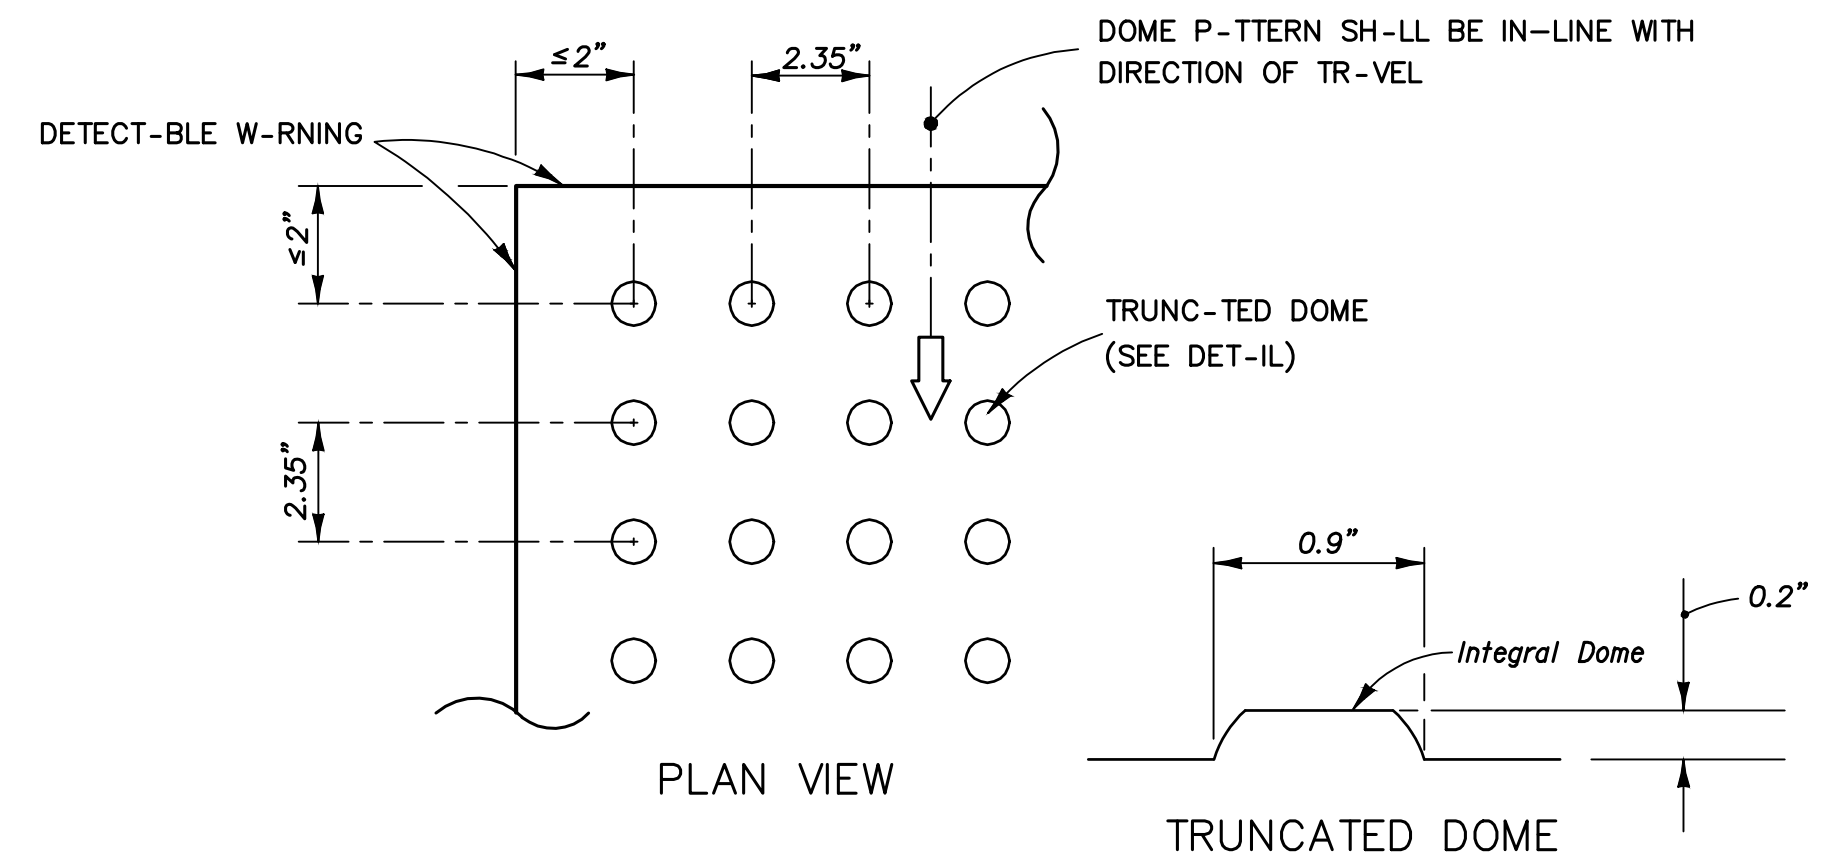 ≤2”
2.35”
DOME P-TTERN SH-LL BE IN-LINE WITH
DIRECTION OF TR-VEL
DETECT-BLE W-RNING
≤2”
TRUNC-TED DOME
(SEE DET-IL)
2.35”
0.9”
0.2”
Integral Dome
PLAN VIEW
TRUNCATED DOME